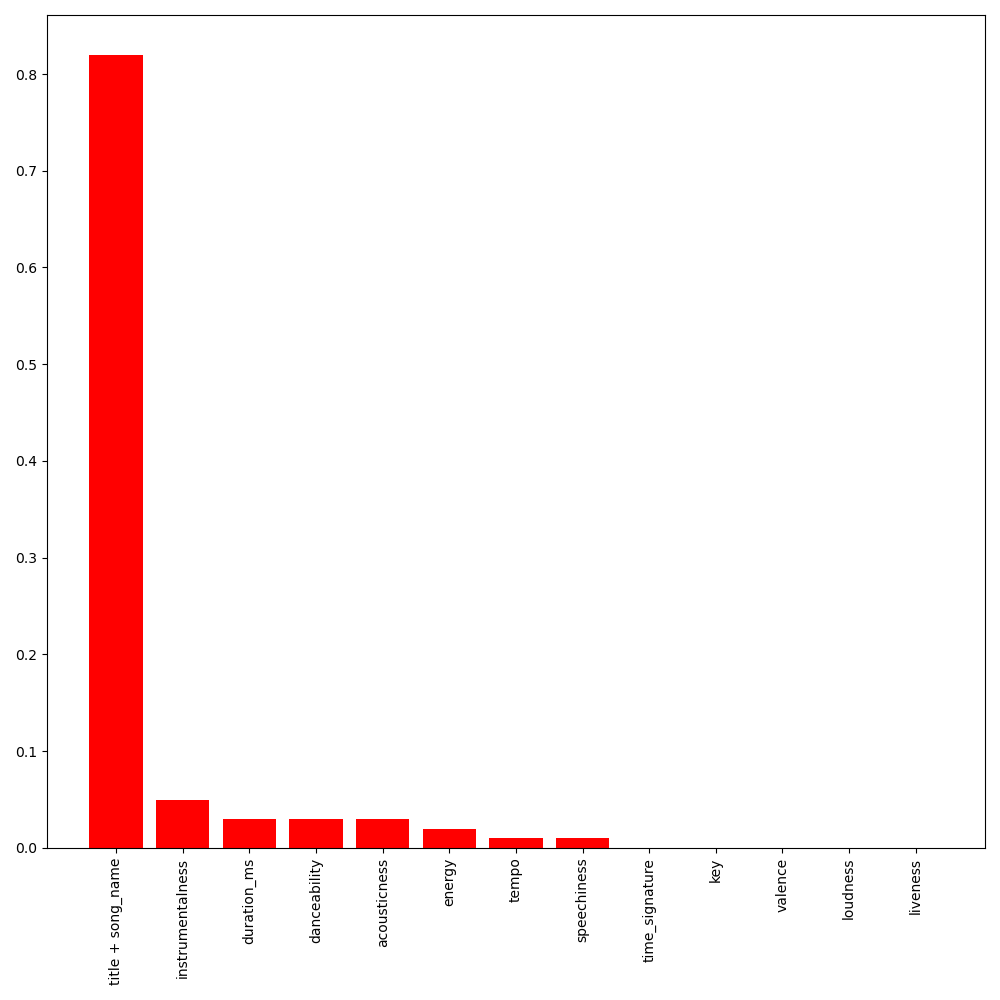 0.8
0.7
0.6
0.5
0.4
0.3
0.2
0.1
0.0
title + song_name
instrumentalness
duration_ms
danceability
acousticness
energy
tempo
speechiness
time_signature
key
valence
loudness
liveness